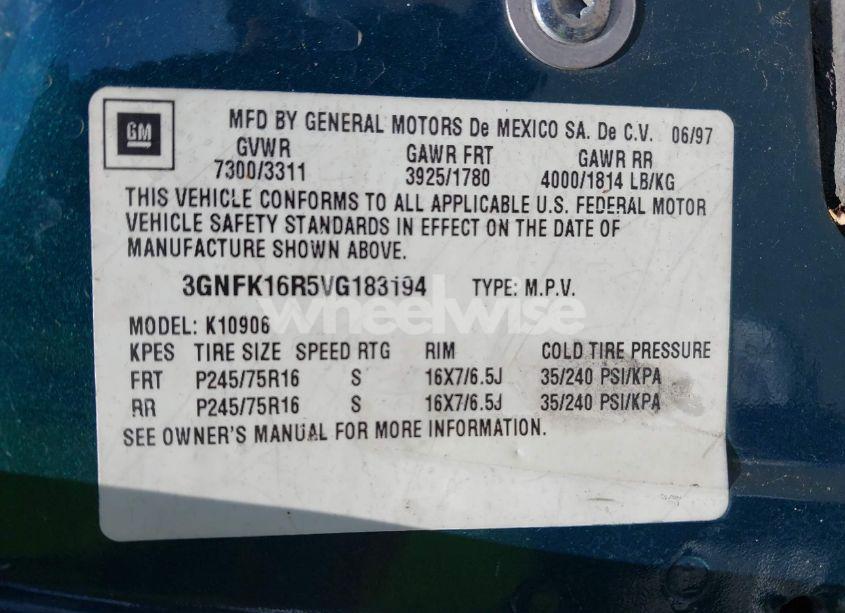 GM
MFD BY GENERAL MOTORS De MEXICO SA. De C.V. 06/97
GVWR GAWR FRT GAWR RR
7300/3311 3925/1780 4000/1814 LB/KG
THIS VEHICLE CONFORMS TO ALL APPLICABLE U.S. FEDERAL MOTOR
VEHICLE SAFETY STANDARDS IN EFFECT ON THE DATE OF
MANUFACTURE SHOWN ABOVE.
3GNFK16R5VG183194 TYPE: M.P.V.
wheelwise
MODEL: K10906
KPES TIRE SIZE SPEED RTG RIM COLD TIRE PRESSURE
FRT P245/75R16 S 16X7/6.5J 35/240 PSI/KPA
RR P245/75R16 S 16X7/6.5J 35/240 PSI/KPA
SEE OWNER'S MANUAL FOR MORE INFORMATION.